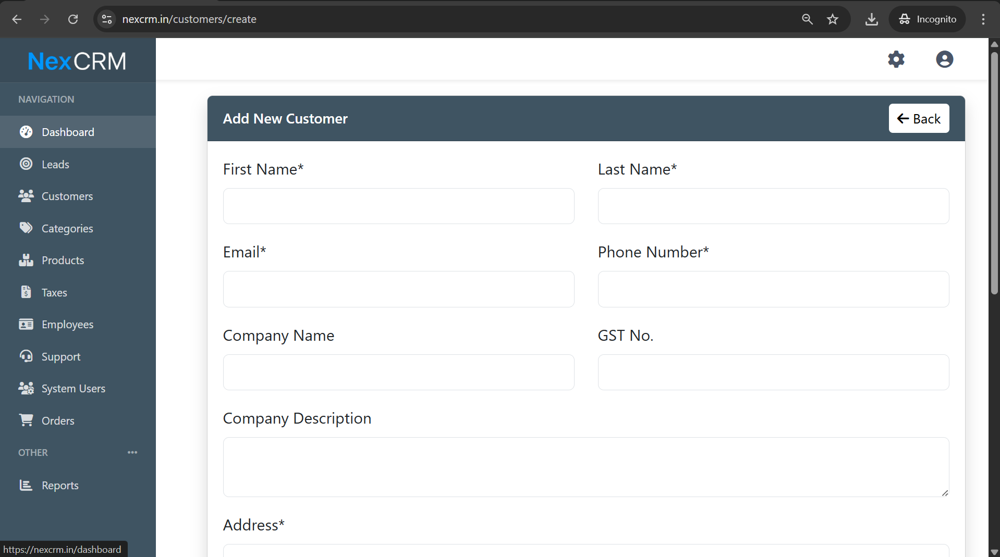 nexcrm.in/customers/create
Incognito
NexCRM
NAVIGATION
Dashboard
Leads
Customers
Categories
Products
Taxes
Employees
Support
System Users
Orders
OTHER
Reports
https://nexcrm.in/dashboard
Add New Customer
Back
First Name*
Last Name*
Email*
Phone Number*
Company Name
GST No.
Company Description
Address*